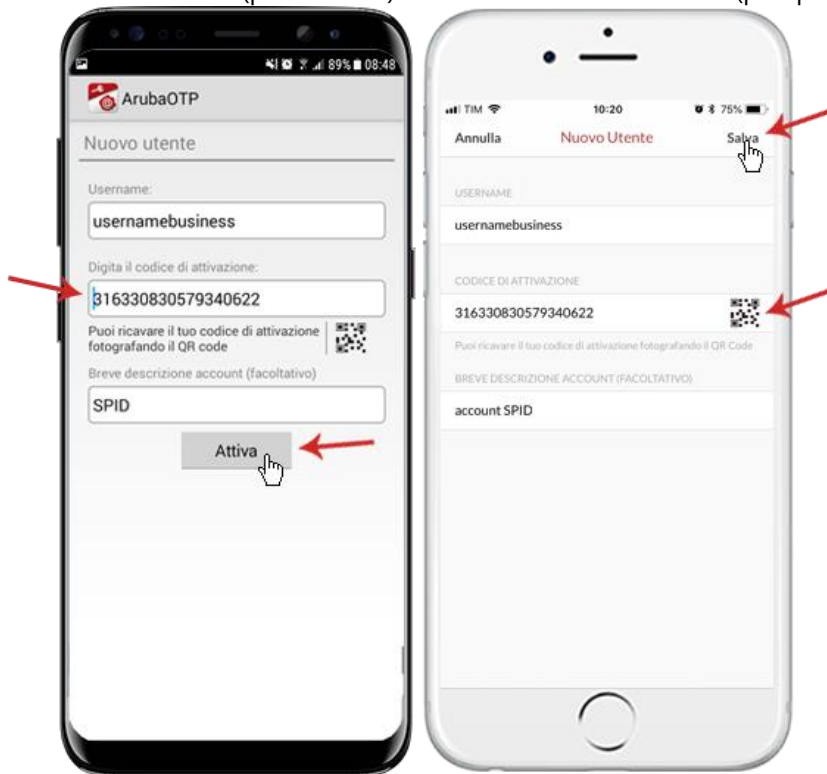 89% 08:48
ArubaOTP
Nuovo utente
Username:
usernamebusiness
Digita il codice di attivazione:
316330830579340622
Puoi ricavare il tuo codice di attivazione
fotografando il QR code
Breve descrizione account (facoltativo)
SPID
Attiva
TIM 10:20 75%
Annulla Nuovo Utente Salva
USERNAME
usernamebusiness
CODICE DI ATTIVAZIONE
316330830579340622
Puoi ricavare il tuo codice di attivazione fotografando il QR Code
BREVE DESCRIZIONE ACCOUNT (FACOLTATIVO)
account SPID